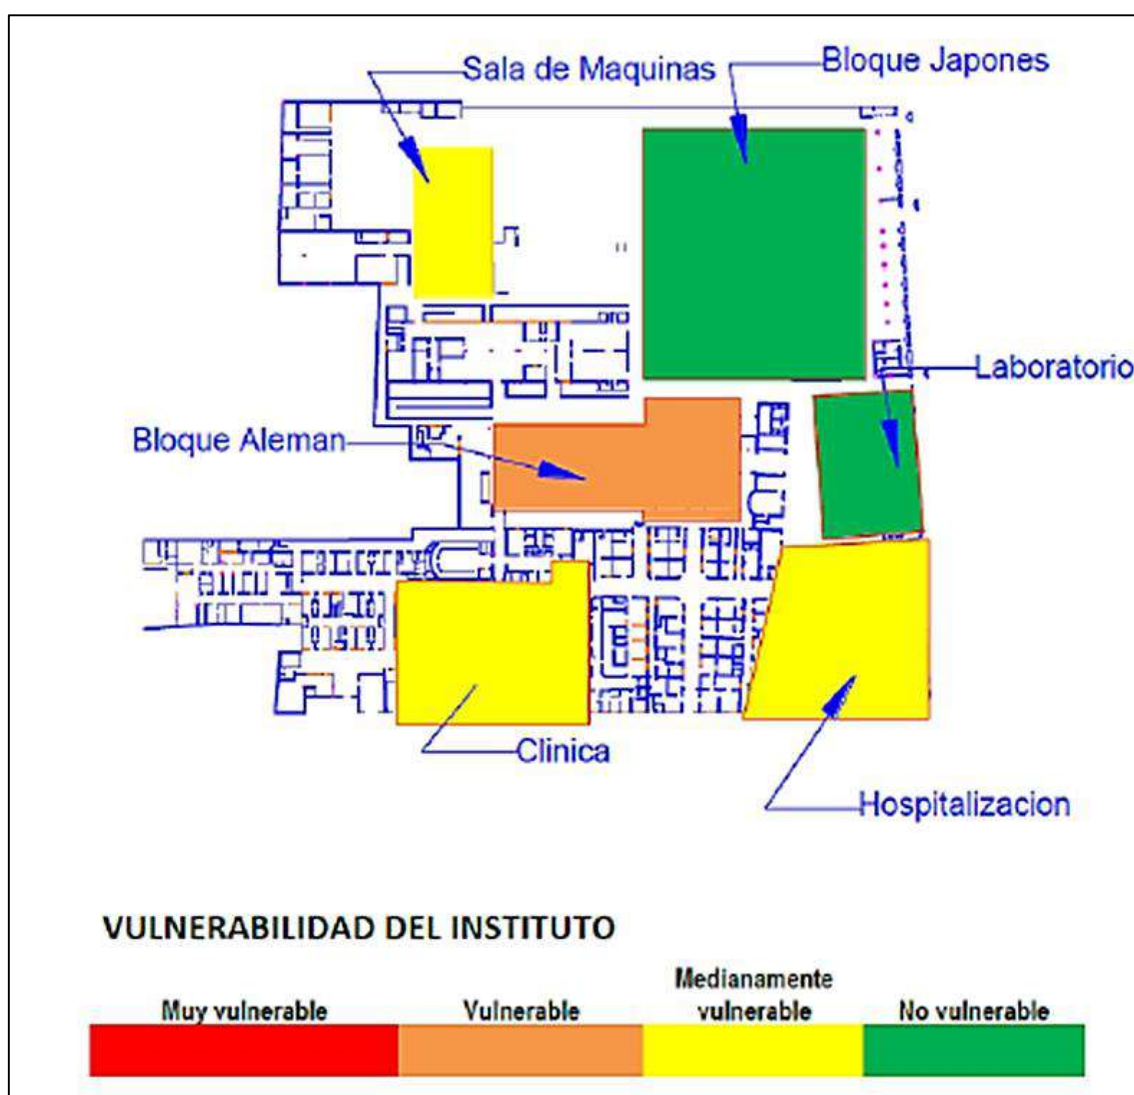 Sala de Maquinas
Bloque Japones
Laboratorio
Bloque Aleman
Clinica
Hospitalizacion
VULNERABILIDAD DEL INSTITUTO
Muy vulnerable
Vulnerable
Medianamente
vulnerable
No vulnerable